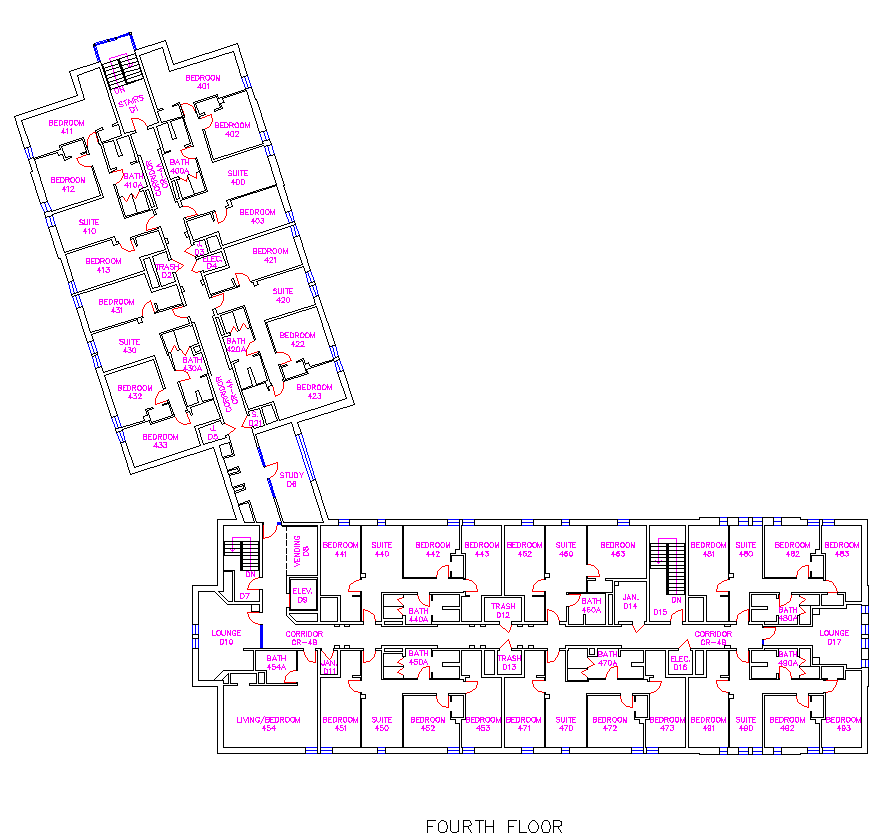 BEDROOM
401
DN
STAIRS
D1
BEDROOM
411
BEDROOM
402
BATH
400A
CORRIDOR
CR-4A
SUITE
400
BEDROOM
412
BATH
410A
BEDROOM
403
SUITE
410
D3
ELEC.
D4
BEDROOM
421
BEDROOM
413
TRASH
D2
SUITE
420
BEDROOM
431
BATH
420A
BEDROOM
422
SUITE
430
BATH
430A
CORRIDOR
CR-4A
BEDROOM
423
BEDROOM
432
D21
BEDROOM
433
D5
STUDY
D6
VENDING
D8
BEDROOM
441
SUITE
440
BEDROOM
442
BEDROOM
443
BEDROOM
462
SUITE
460
BEDROOM
463
BEDROOM
481
SUITE
480
BEDROOM
482
BEDROOM
483
DN
D7
ELEV.
D9
BATH
440A
TRASH
D12
BATH
460A
JAN.
D14
DN
D15
BATH
480A
LOUNGE
D10
CORRIDOR
CR-4B
CORRIDOR
CR-4B
LOUNGE
D17
BATH
454A
JAN.
D11
BATH
450A
TRASH
D13
BATH
470A
ELEC.
D16
BATH
490A
LIVING/BEDROOM
454
BEDROOM
451
SUITE
450
BEDROOM
452
BEDROOM
453
BEDROOM
471
SUITE
470
BEDROOM
472
BEDROOM
473
BEDROOM
491
SUITE
490
BEDROOM
492
BEDROOM
493
FOURTH FLOOR